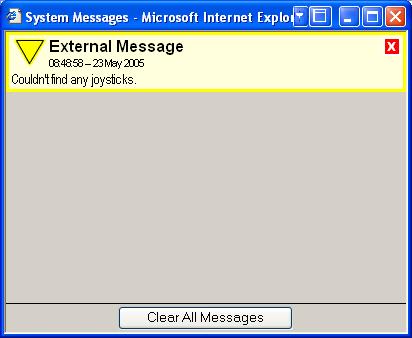 System Messages - Microsoft Internet Explor
External Message
X
08:48:58 – 23 May 2005
Couldn't find any joysticks.
Clear All Messages